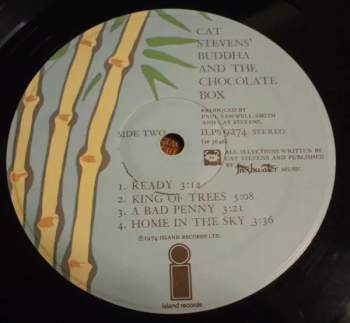 CAT
STEVENS'
BUDDHA
AND THE
CHOCOLATE
BOX
PRODUCED BY
PAUL SAMWELL-SMITH
AND CAT STEVENS.
SIDE TWO
ILPS 9274 STEREO
ALL SELECTIONS WRITTEN BY
CAT STEVENS AND PUBLISHED
BY freshwater MUSIC
1. READY 3:14
2. KING OF TREES 5:08
3. A BAD PENNY 3:21
4. HOME IN THE SKY 3:36
©1974 ISLAND RECORDS LTD.
island records